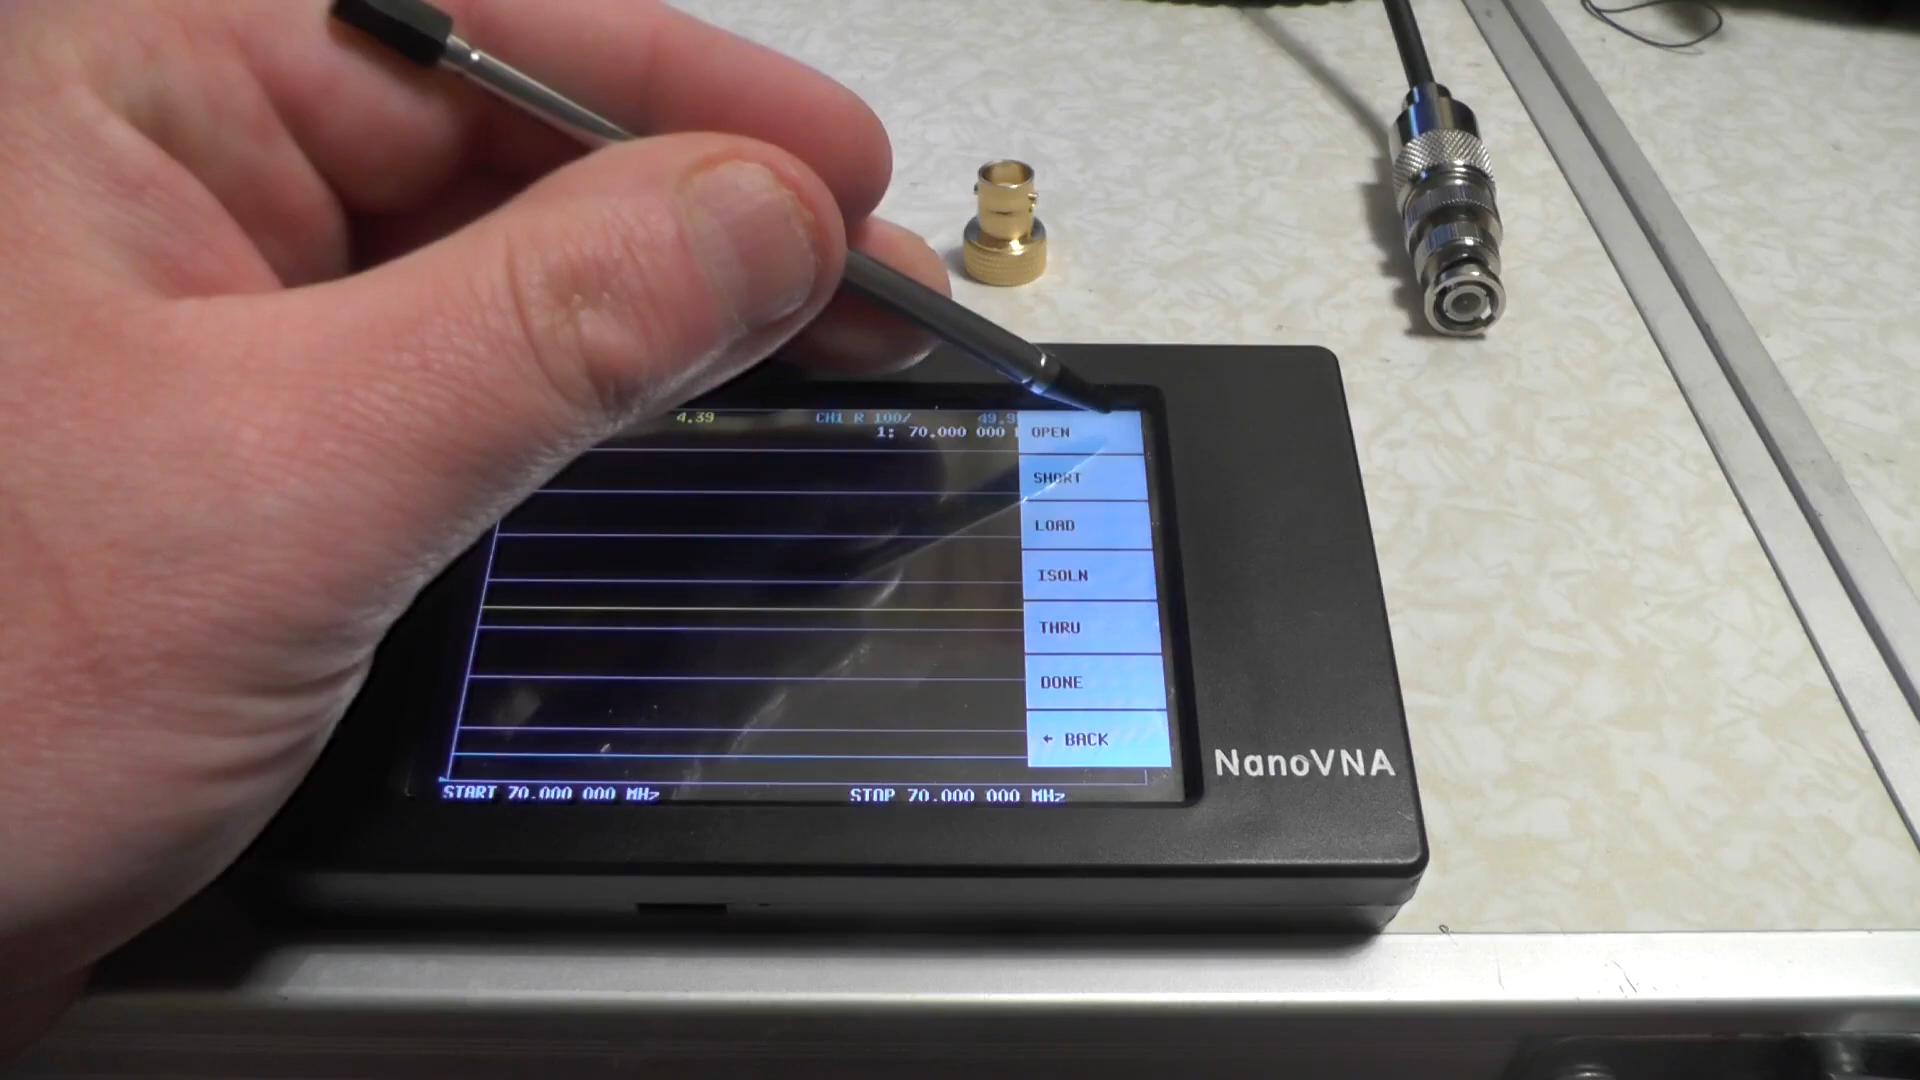 4.39 CH1 R 100/ 49.9
1: 70.000 000
OPEN
SHORT
LOAD
ISOLN
THRU
DONE
← BACK
START 70.000 000 MHz STOP 70.000 000 MHz
NanoVNA